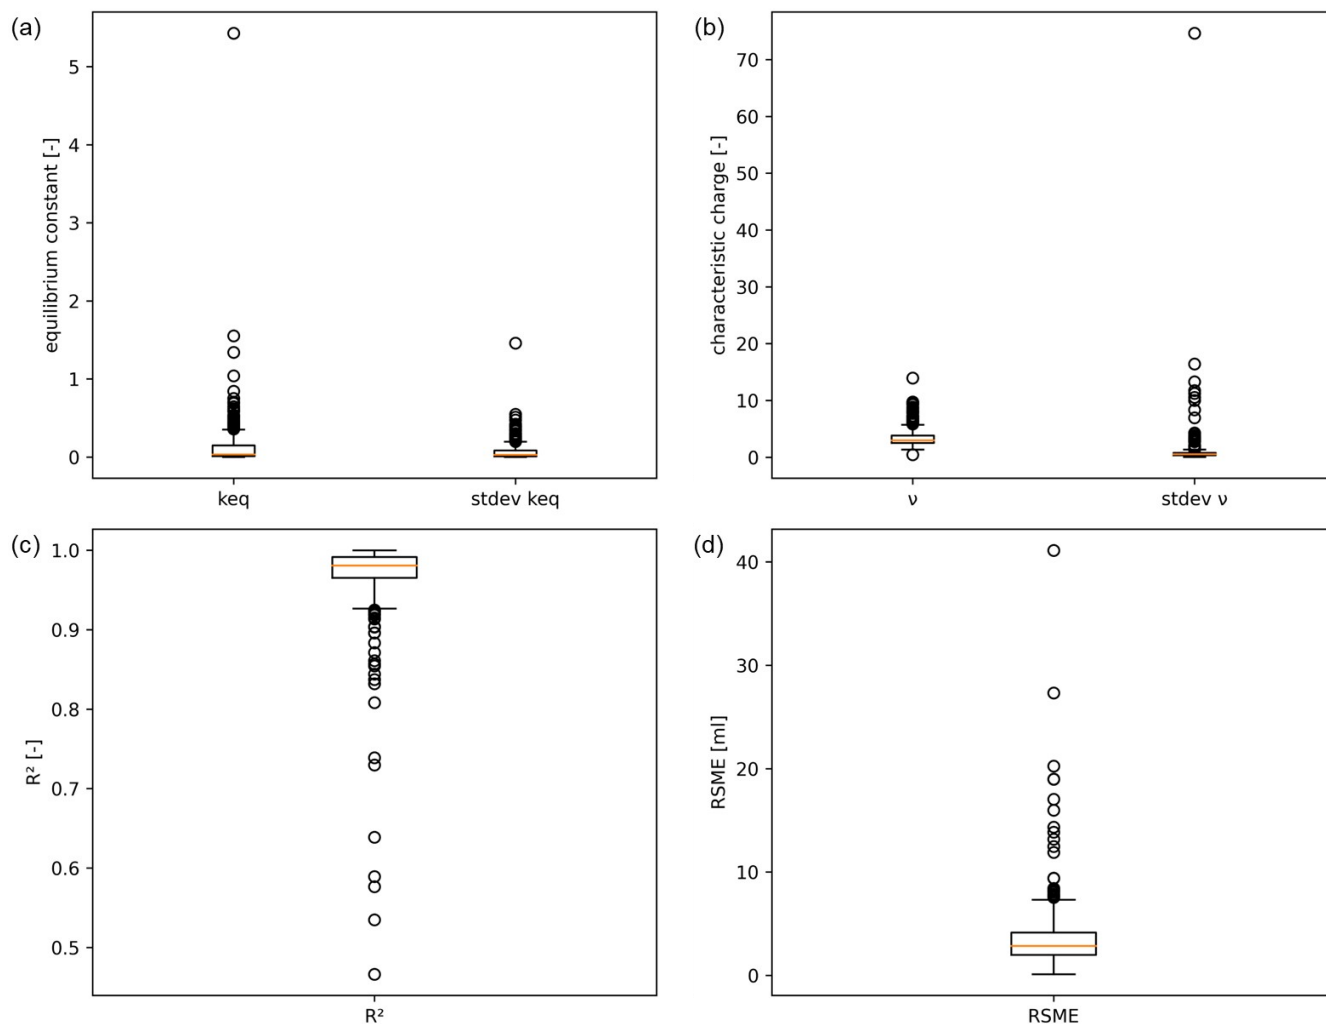 (a)
equilibrium constant [-]
5
4
3
2
1
0
keq
stdev keq
(b)
characteristic charge [-]
70
60
50
40
30
20
10
0
ν
stdev ν
(c)
R² [-]
1.0
0.9
0.8
0.7
0.6
0.5
R²
(d)
RSME [ml]
40
30
20
10
0
RSME